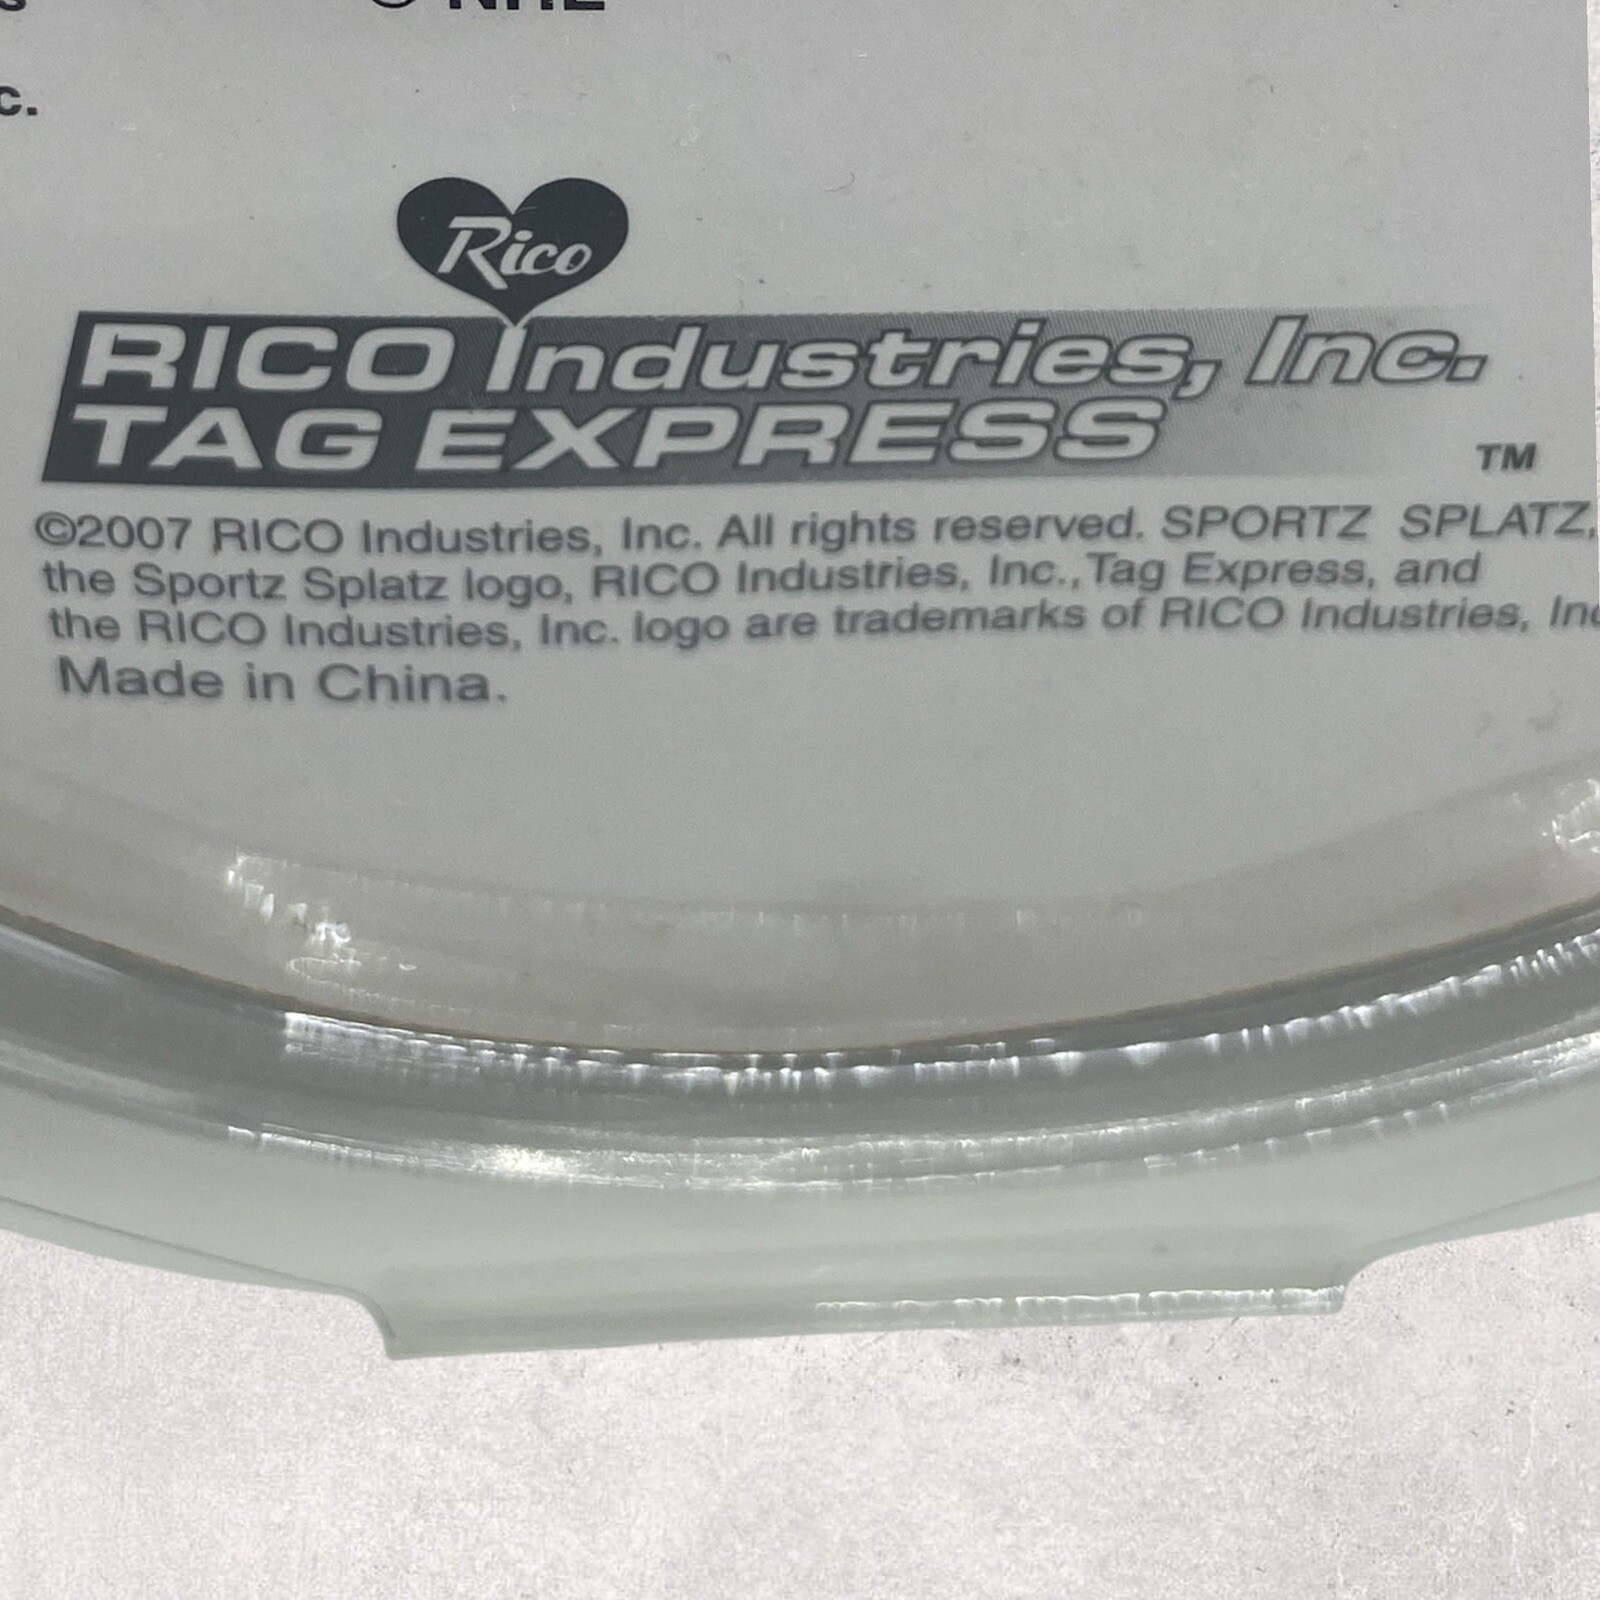 c.
Rico
RICO Industries, Inc.
TAG EXPRESS
TM
©2007 RICO Industries, Inc. All rights reserved. SPORTZ SPLATZ,
the Sportz Splatz logo, RICO Industries, Inc., Tag Express, and
the RICO Industries, Inc. logo are trademarks of RICO Industries, Inc
Made in China.